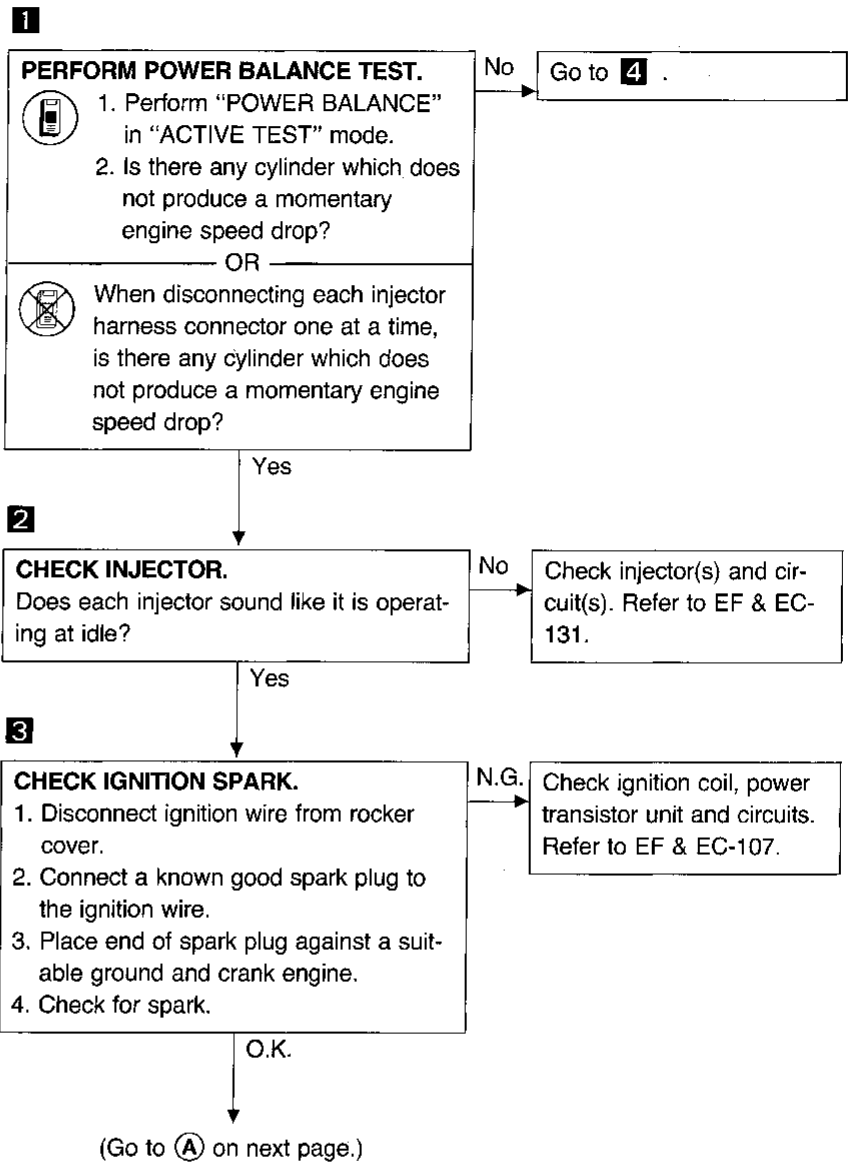 1
PERFORM POWER BALANCE TEST.
1. Perform “POWER BALANCE”
in “ACTIVE TEST” mode.
2. Is there any cylinder which does
not produce a momentary
engine speed drop?
OR
When disconnecting each injector
harness connector one at a time,
is there any cylinder which does
not produce a momentary engine
speed drop?
No
Go to 4 .
Yes
2
CHECK INJECTOR.
Does each injector sound like it is operat-
ing at idle?
No
Check injector(s) and cir-
cuit(s). Refer to EF & EC-
131.
Yes
3
CHECK IGNITION SPARK.
1. Disconnect ignition wire from rocker
cover.
2. Connect a known good spark plug to
the ignition wire.
3. Place end of spark plug against a suit-
able ground and crank engine.
4. Check for spark.
N.G.
Check ignition coil, power
transistor unit and circuits.
Refer to EF & EC-107.
O.K.
(Go to A on next page.)